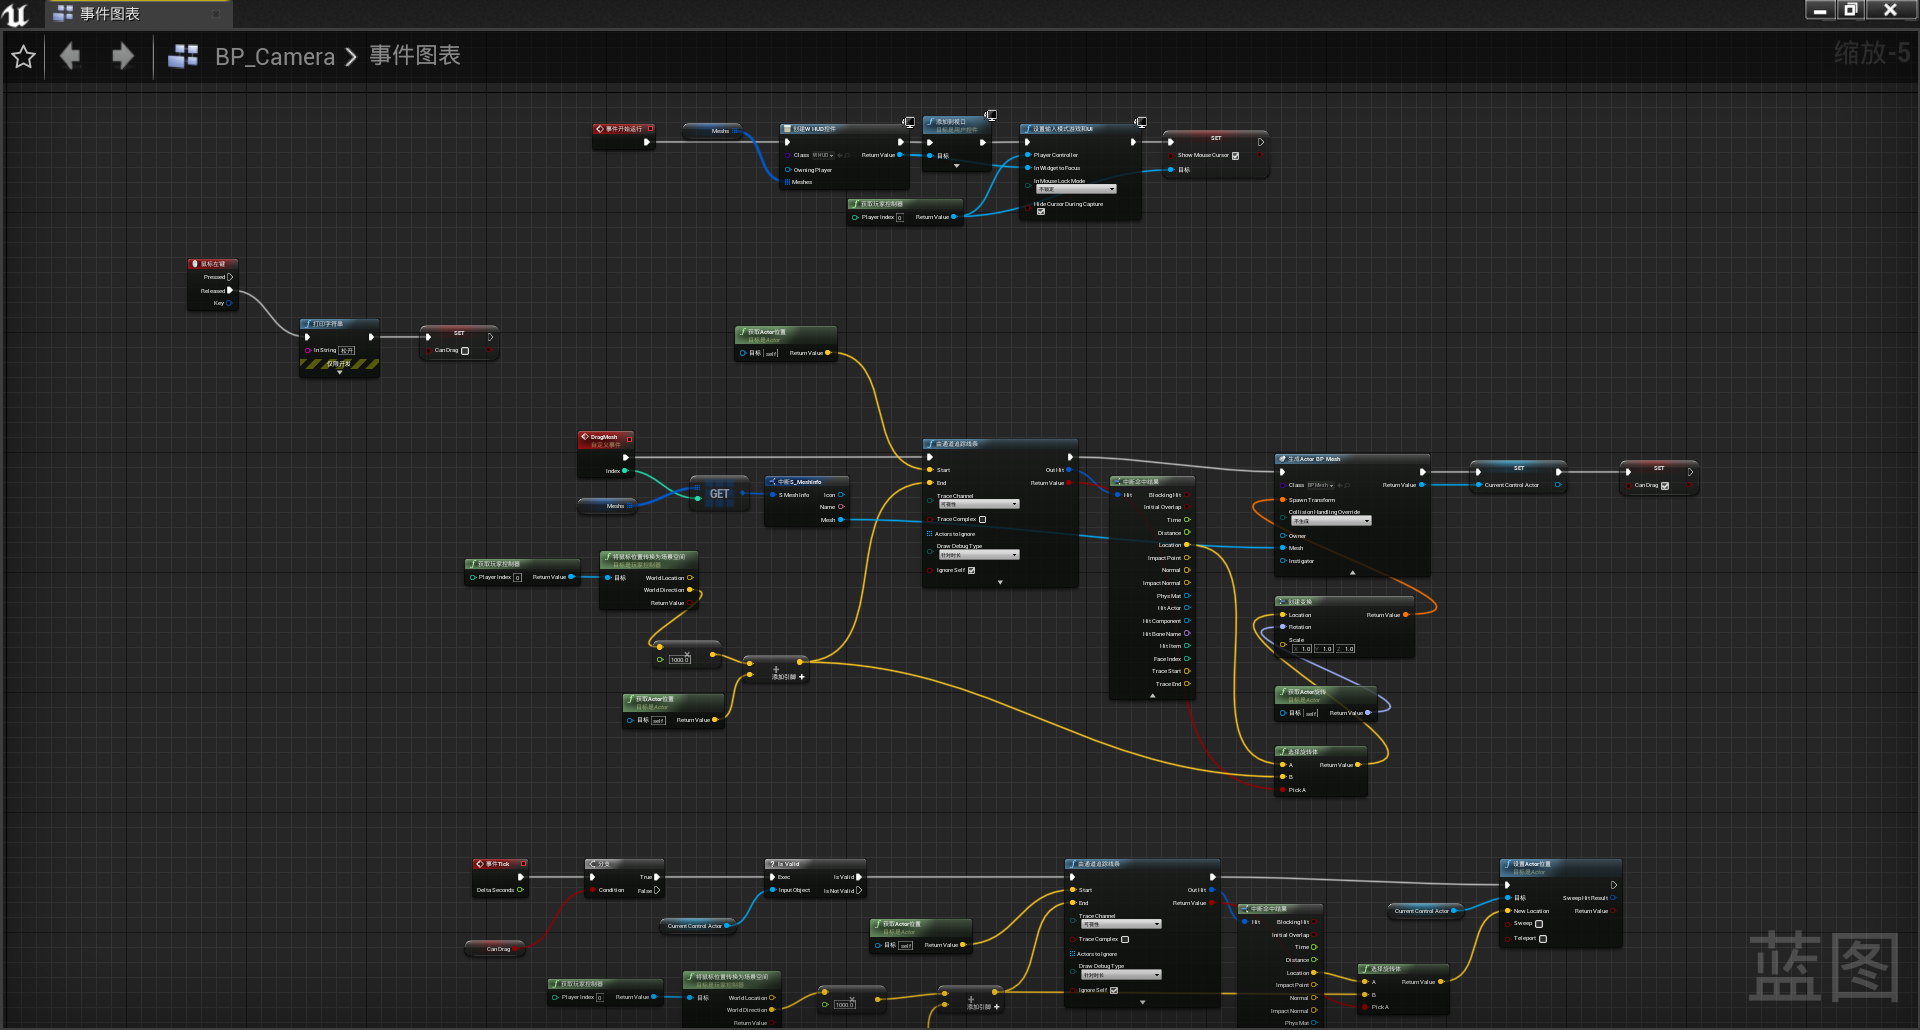 事件图表
BP_Camera
事件图表
缩放-5
事件开始运行
Meshs
创建W HUD控件
Class
Return Value
Owning Player
Meshes
添加到视口
目标是用户控件
目标
设置输入模式游戏和UI
Player Controller
In Widget to Focus
In Mouse Lock Mode
不锁定
Hide Cursor During Capture
SET
Show Mouse Cursor
目标
获取玩家控制器
Player Index 0
Return Value
鼠标左键
Pressed
Released
Key
打印字符串
In String 松开
仅限开发
SET
Can Drag
获取Actor位置
目标是Actor
目标 self
Return Value
DragMesh
自定义事件
Index
Meshs
GET
中断S_MeshInfo
S Mesh Info
Icon
Name
Mesh
由通道追踪线条
Start
Out Hit
End
Return Value
Trace Channel
可视性
Trace Complex
Actors to Ignore
Draw Debug Type
针对时长
Ignore Self
中断命中结果
Hit
Blocking Hit
Initial Overlap
Time
Distance
Location
Impact Point
Normal
Impact Normal
Phys Mat
Hit Actor
Hit Component
Hit Bone Name
Hit Item
Face Index
Trace Start
Trace End
生成Actor BP Mesh
Class BP Mesh
Return Value
Spawn Transform
Collision Handling Override
不生成
Owner
Mesh
Instigator
SET
Current Control Actor
SET
Can Drag
获取玩家控制器
Player Index 0
Return Value
将鼠标位置转换为场景空间
目标是玩家控制器
目标
World Location
World Direction
Return Value
1000.0
添加引脚
获取Actor位置
目标是Actor
目标 self
Return Value
创建变换
Location
Return Value
Rotation
Scale
X 1.0 Y 1.0 Z 1.0
获取Actor旋转
目标是Actor
目标 self
Return Value
选择旋转体
A
Return Value
B
Pick A
事件Tick
Delta Seconds
分支
True
Condition
False
Is Valid
Exec
Is Valid
Input Object
Is Not Valid
Can Drag
Current Control Actor
获取Actor位置
目标是Actor
目标 self
Return Value
由通道追踪线条
Start
Out Hit
End
Return Value
Trace Channel
可视性
Trace Complex
Actors to Ignore
Draw Debug Type
针对时长
Ignore Self
中断命中结果
Hit
Blocking Hit
Initial Overlap
Time
Distance
Location
Impact Point
Normal
Impact Normal
Phys Mat
Current Control Actor
设置Actor位置
目标是Actor
目标
Sweep Hit Result
New Location
Return Value
Sweep
Teleport
选择旋转体
A
Return Value
B
Pick A
获取玩家控制器
Player Index 0
Return Value
将鼠标位置转换为场景空间
目标是玩家控制器
目标
World Location
World Direction
Return Value
1000.0
添加引脚
蓝图